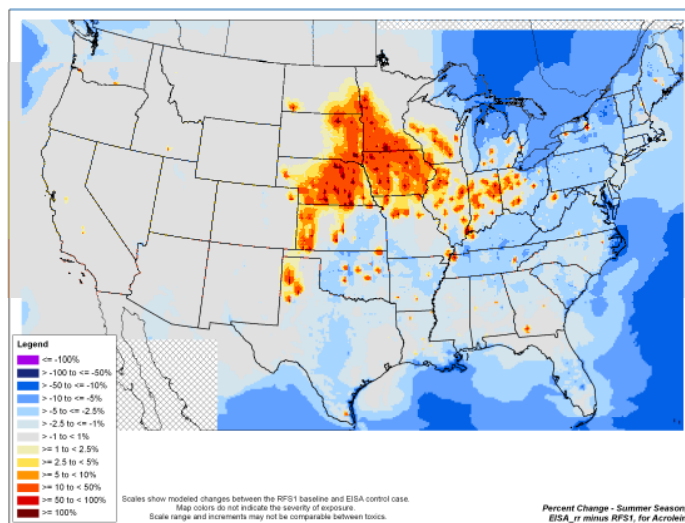 Legend
<= -100%
> -100 to <= -50%
> -50 to <= -10%
> -10 to <= -5%
> -5 to <= -2.5%
> -2.5 to <= -1%
> -1 to < 1%
>= 1 to < 2.5%
>= 2.5 to < 5%
>= 5 to < 10%
>= 10 to < 50%
>= 50 to < 100%
>= 100%
Scales show modeled changes between the RFS1 baseline and EISA control case.
Map colors do not indicate the severity of exposure.
Scale range and increments may not be comparable between toxics.
Percent Change - Summer Season
EISA_rr minus RFS1, for Acrolein